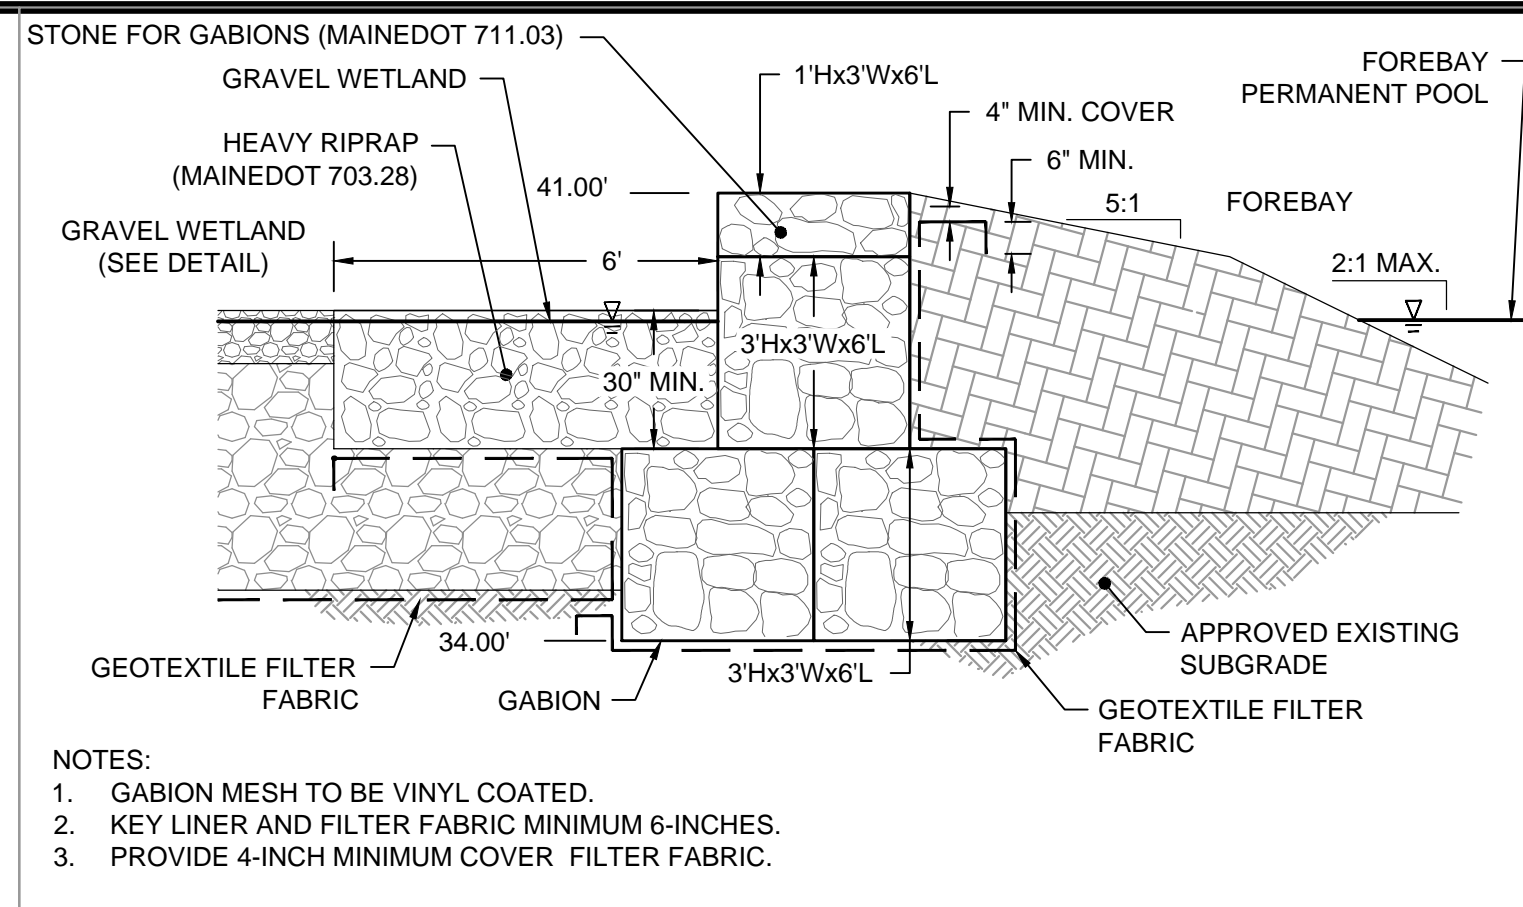 STONE FOR GABIONS (MAINEDOT 711.03)
GRAVEL WETLAND
HEAVY RIPRAP
(MAINEDOT 703.28)
GRAVEL WETLAND
(SEE DETAIL)
41.00'
6'
1'Hx3'Wx6'L
4" MIN. COVER
6" MIN.
5:1
FOREBAY
FOREBAY
PERMANENT POOL
2:1 MAX.
3'Hx3'Wx6'L
30" MIN.
34.00'
3'Hx3'Wx6'L
GEOTEXTILE FILTER
FABRIC
GABION
APPROVED EXISTING
SUBGRADE
GEOTEXTILE FILTER
FABRIC
NOTES:
1. GABION MESH TO BE VINYL COATED.
2. KEY LINER AND FILTER FABRIC MINIMUM 6-INCHES.
3. PROVIDE 4-INCH MINIMUM COVER FILTER FABRIC.